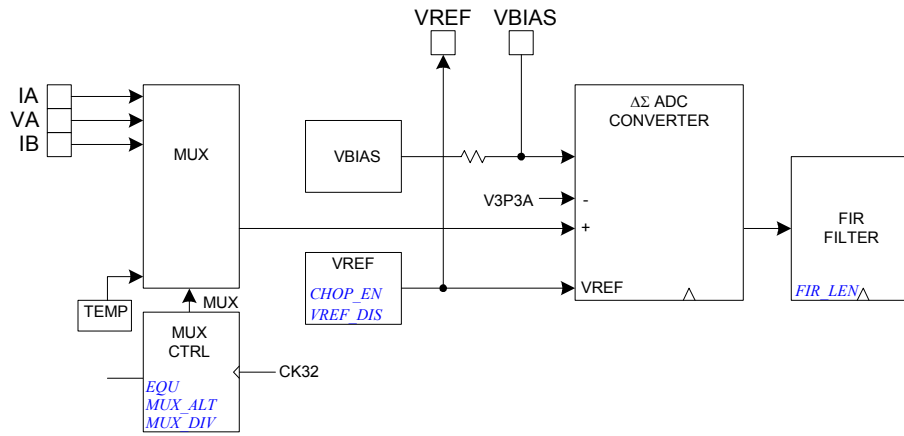 VREF VBIAS
IA
VA
IB
MUX
VBIAS
ΔΣ ADC
CONVERTER
V3P3A
-
+
VREF
FIR
FILTER
FIR_LEN
VREF
CHOP_EN
VREF_DIS
TEMP
MUX
MUX
CTRL
EQU
MUX_ALT
MUX_DIV
CK32